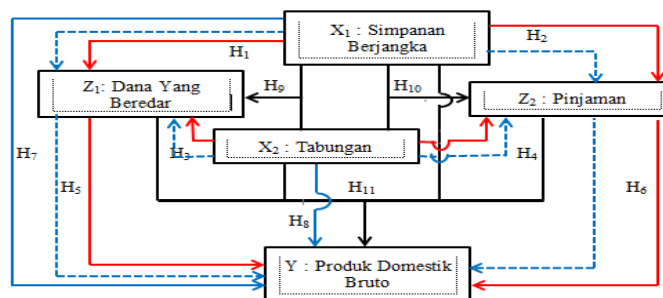 X₁ : Simpanan
Berjangka
H₁
H₂
Z₁: Dana Yang
Beredar
H₉
H₁₀
Z₂ : Pinjaman
X₂ : Tabungan
H₇
H₃
H₄
H₅
H₁₁
H₆
H₈
Y : Produk Domestik
Bruto